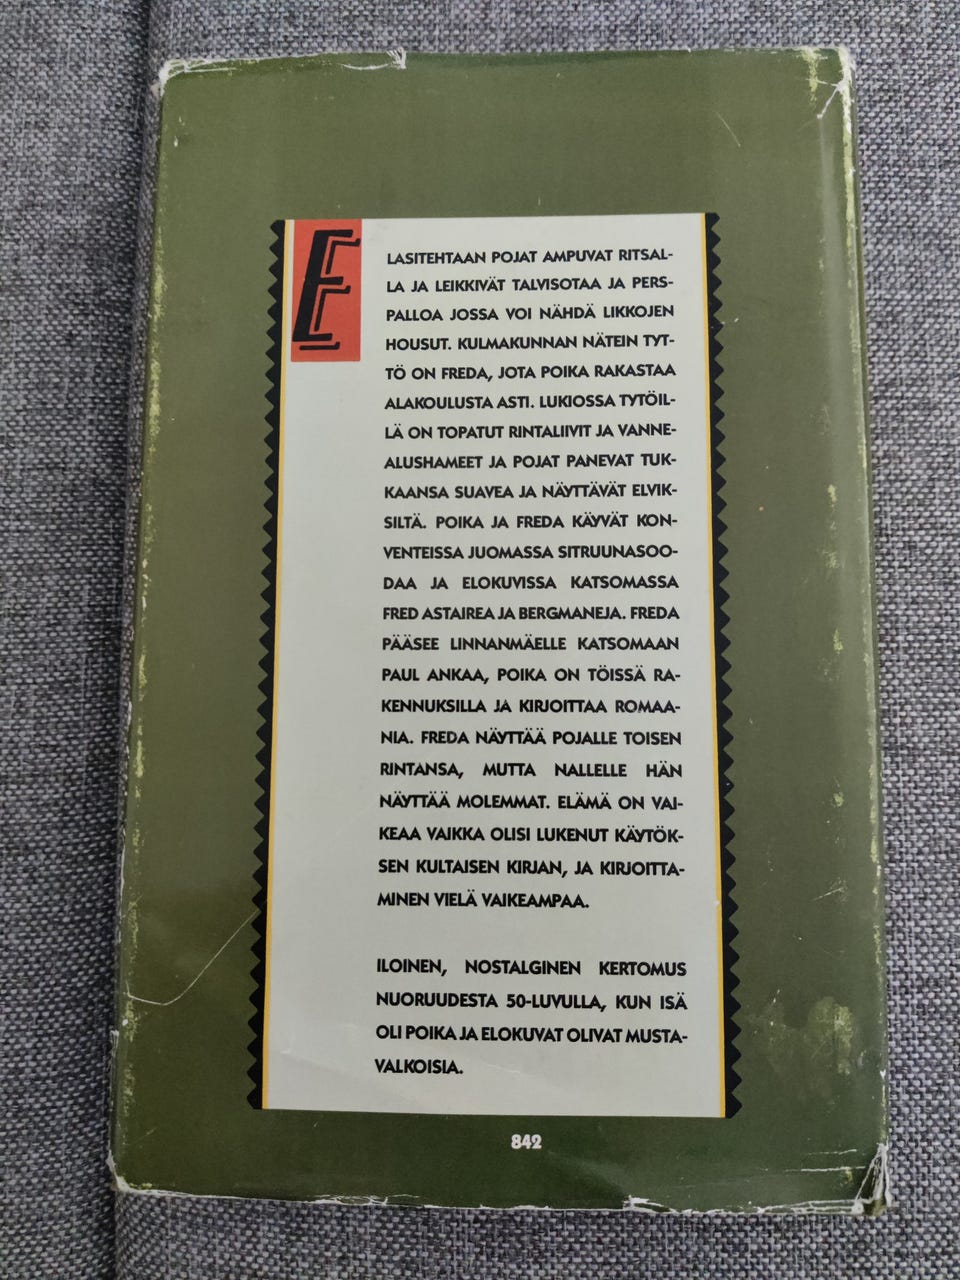 E
LASITEHTAAN POJAT AMPUVAT RITSAL-
LA JA LEIKKIVÄT TALVISOTAA JA PERS-
PALLOA JOSSA VOI NÄHDÄ LIKKOJEN
HOUSUT. KULMAKUNNAN NÄTEIN TYT-
TÖ ON FREDA, JOTA POIKA RAKASTAA
ALAKOULUSTA ASTI. LUKIOSSA TYTÖIL-
LÄ ON TOPATUT RINTALIIVIT JA VANNE-
ALUSHAMEET JA POJAT PANEVAT TUK-
KAANSA SUAVEA JA NÄYTTÄVÄT ELVIK-
SILTÄ. POIKA JA FREDA KÄYVÄT KON-
VENTEISSA JUOMASSA SITRUUNASOO-
DAA JA ELOKUVISSA KATSOMASSA
FRED ASTAIREA JA BERGMANEJA. FREDA
PÄÄSEE LINNANMÄELLE KATSOMAAN
PAUL ANKAA, POIKA ON TÖISSÄ RA-
KENNUKSILLA JA KIRJOITTAA ROMAA-
NIA. FREDA NÄYTTÄÄ POJALLE TOISEN
RINTANSA, MUTTA NALLELLE HÄN
NÄYTTÄÄ MOLEMMAT. ELÄMÄ ON VAI-
KEAA VAIKKA OLISI LUKENUT KÄYTÖK-
SEN KULTAISEN KIRJAN, JA KIRJOITTA-
MINEN VIELÄ VAIKEAMPAA.
ILOINEN, NOSTALGINEN KERTOMUS
NUORUUDESTA 50-LUVULLA, KUN ISÄ
OLI POIKA JA ELOKUVAT OLIVAT MUSTA-
VALKOISIA.
842